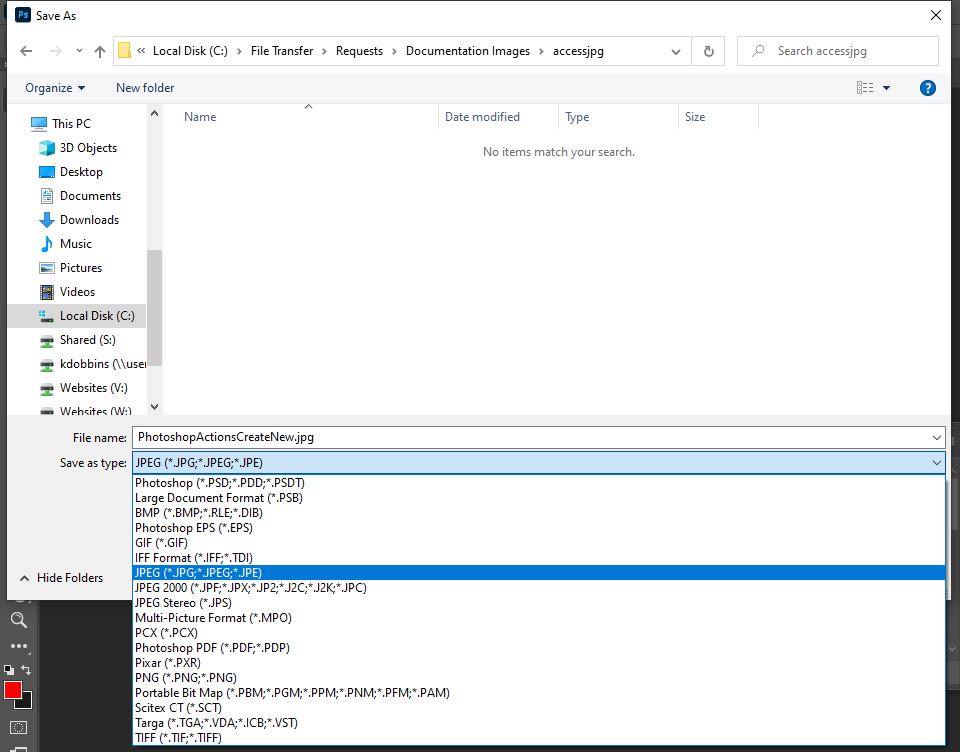 Ps Save As
« Local Disk (C:) › File Transfer › Requests › Documentation Images › accessjpg
Search accessjpg
Organize New folder
?
Name Date modified Type Size
No items match your search.
This PC
3D Objects
Desktop
Documents
Downloads
Music
Pictures
Videos
Local Disk (C:)
Shared (S:)
kdobbins (\\user
Websites (V:)
Websites (W:)
File name: PhotoshopActionsCreateNew.jpg
Save as type: JPEG (*.JPG;*.JPEG;*.JPE)
Photoshop (*.PSD;*.PDD;*.PSDT)
Large Document Format (*.PSB)
BMP (*.BMP;*.RLE;*.DIB)
Photoshop EPS (*.EPS)
GIF (*.GIF)
IFF Format (*.IFF;*.TDI)
JPEG (*.JPG;*.JPEG;*.JPE)
Hide Folders
JPEG 2000 (*.JPF;*.JPX;*.JP2;*.J2C;*.J2K;*.JPC)
JPEG Stereo (*.JPS)
Multi-Picture Format (*.MPO)
PCX (*.PCX)
Photoshop PDF (*.PDF;*.PDP)
Pixar (*.PXR)
PNG (*.PNG;*.PNG)
Portable Bit Map (*.PBM;*.PGM;*.PPM;*.PNM;*.PFM;*.PAM)
Scitex CT (*.SCT)
Targa (*.TGA;*.VDA;*.ICB;*.VST)
TIFF (*.TIF;*.TIFF)